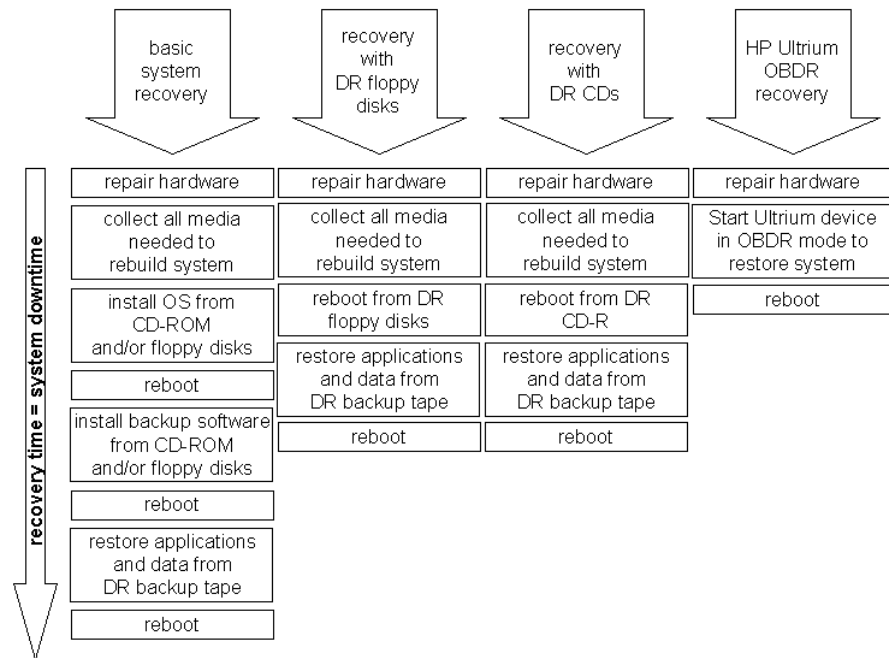 basic
system
recovery
recovery
with
DR floppy
disks
recovery
with
DR CDs
HP Ultrium
OBDR
recovery
recovery time = system downtime
repair hardware
collect all media
needed to
rebuild system
install OS from
CD-ROM
and/or floppy disks
reboot
install backup software
from CD-ROM
and/or floppy disks
reboot
restore applications
and data from
DR backup tape
reboot
repair hardware
collect all media
needed to
rebuild system
reboot from DR
floppy disks
restore applications
and data from
DR backup tape
reboot
repair hardware
collect all media
needed to
rebuild system
reboot from DR
CD-R
restore applications
and data from
DR backup tape
reboot
repair hardware
Start Ultrium device
in OBDR mode to
restore system
reboot